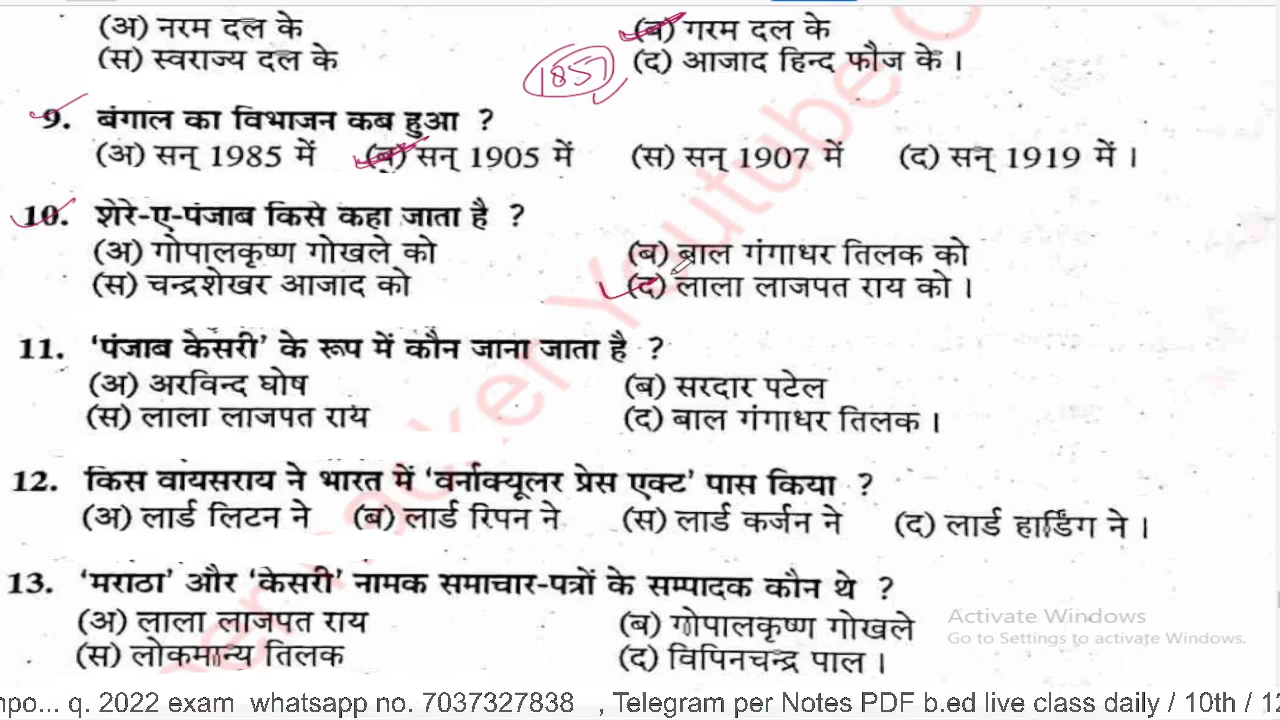 (अ) नरम दल के (ब) गरम दल के
(स) स्वराज्य दल के (द) आजाद हिन्द फौज के ।
1857
9. बंगाल का विभाजन कब हुआ ?
(अ) सन् 1985 में (ब) सन् 1905 में (स) सन् 1907 में (द) सन् 1919 में ।
10. शेरे-ए-पंजाब किसे कहा जाता है ?
(अ) गोपालकृष्ण गोखले को (ब) बाल गंगाधर तिलक को
(स) चन्द्रशेखर आजाद को (द) लाला लाजपत राय को ।
11. 'पंजाब केसरी' के रूप में कौन जाना जाता है ?
(अ) अरविन्द घोष (ब) सरदार पटेल
(स) लाला लाजपत राय (द) बाल गंगाधर तिलक ।
12. किस वायसराय ने भारत में 'वर्नाक्यूलर प्रेस एक्ट' पास किया ?
(अ) लार्ड लिटन ने (ब) लार्ड रिपन ने (स) लार्ड कर्जन ने (द) लार्ड हार्डिंग ने ।
13. 'मराठा' और 'केसरी' नामक समाचार-पत्रों के सम्पादक कौन थे ?
(अ) लाला लाजपत राय (ब) गोपालकृष्ण गोखले
(स) लोकमान्य तिलक (द) विपिनचन्द्र पाल ।
Youtube
Activate Windows
Go to Settings to activate Windows.
q. 2022 exam whatsapp no. 7037327838 , Telegram per Notes PDF b.ed live class daily / 10th /